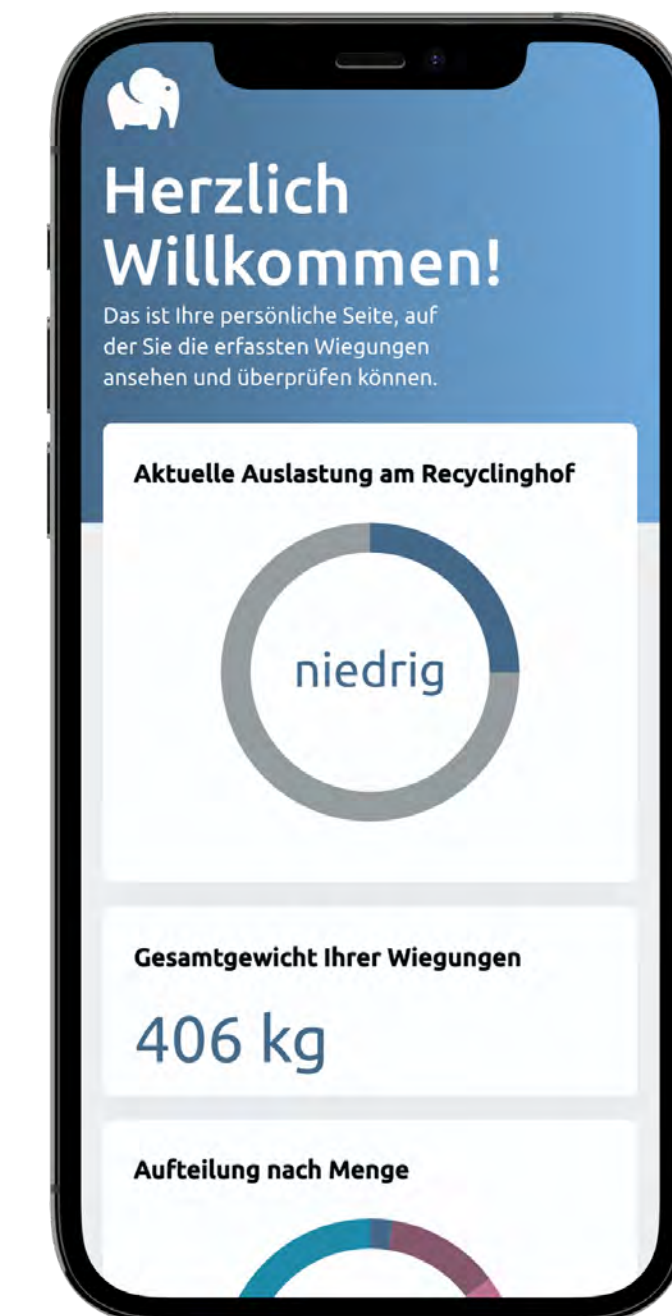 Herzlich
Willkommen!
Das ist Ihre persönliche Seite, auf
der Sie die erfassten Wiegungen
ansehen und überprüfen können.
Aktuelle Auslastung am Recyclinghof
niedrig
Gesamtgewicht Ihrer Wiegungen
406 kg
Aufteilung nach Menge